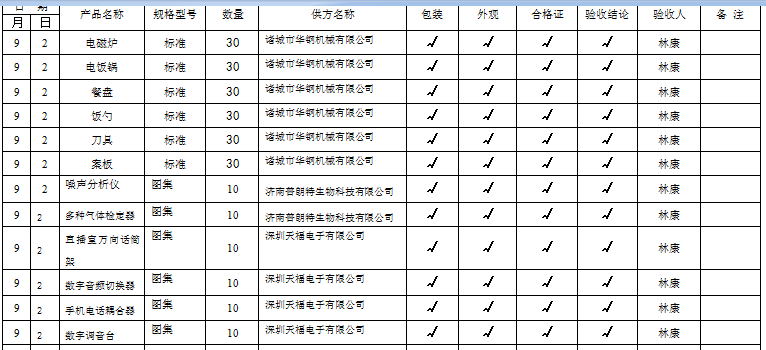 日 期 产品名称 规格型号 数量 供方名称 包装 外观 合格证 验收结论 验收人 备 注
月 日
9 2 电磁炉 标准 30 诸城市华钢机械有限公司 √ √ √ √ 林康
9 2 电饭锅 标准 30 诸城市华钢机械有限公司 √ √ √ √ 林康
9 2 餐盘 标准 30 诸城市华钢机械有限公司 √ √ √ √ 林康
9 2 饭勺 标准 30 诸城市华钢机械有限公司 √ √ √ √ 林康
9 2 刀具 标准 30 诸城市华钢机械有限公司 √ √ √ √ 林康
9 2 案板 标准 30 诸城市华钢机械有限公司 √ √ √ √ 林康
9 2 噪声分析仪 图集 10 济南普朗特生物科技有限公司 √ √ √ √ 林康
9 2 多种气体检定器 图集 10 济南普朗特生物科技有限公司 √ √ √ √ 林康
9 2 直播室万向话筒 图集 10 深圳天福电子有限公司 √ √ √ √ 林康
架
9 2 数字音频切换器 图集 10 深圳天福电子有限公司 √ √ √ √ 林康
9 2 手机电话耦合器 图集 10 深圳天福电子有限公司 √ √ √ √ 林康
9 2 数字调音台 图集 10 深圳天福电子有限公司 √ √ √ √ 林康